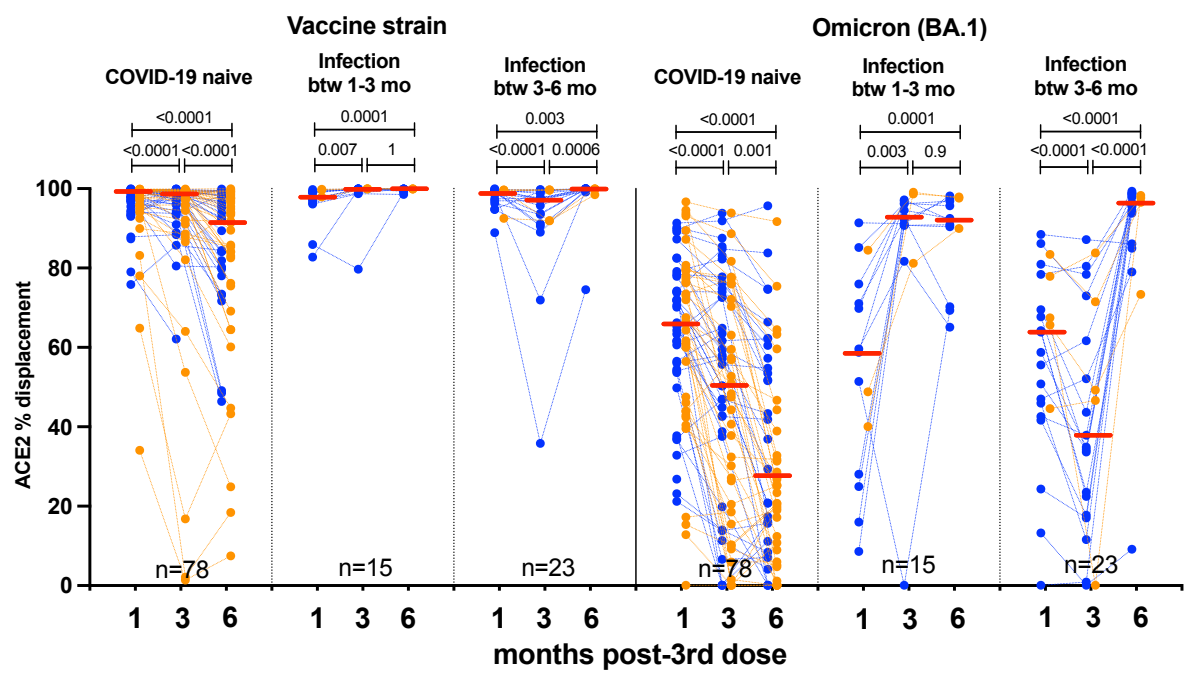 Vaccine strain
Omicron (BA.1)
COVID-19 naive
Infection
btw 1-3 mo
Infection
btw 3-6 mo
COVID-19 naive
Infection
btw 1-3 mo
Infection
btw 3-6 mo
<0.0001
0.0001
0.003
<0.0001
0.0001
<0.0001
<0.0001 <0.0001
0.007 1
<0.0001 0.0006
<0.0001 0.001
0.003 0.9
<0.0001 <0.0001
ACE2 % displacement
100
80
60
40
20
0
n=78
n=15
n=23
n=78
n=15
n=23
1 3 6 1 3 6 1 3 6 1 3 6 1 3 6 1 3 6
months post-3rd dose